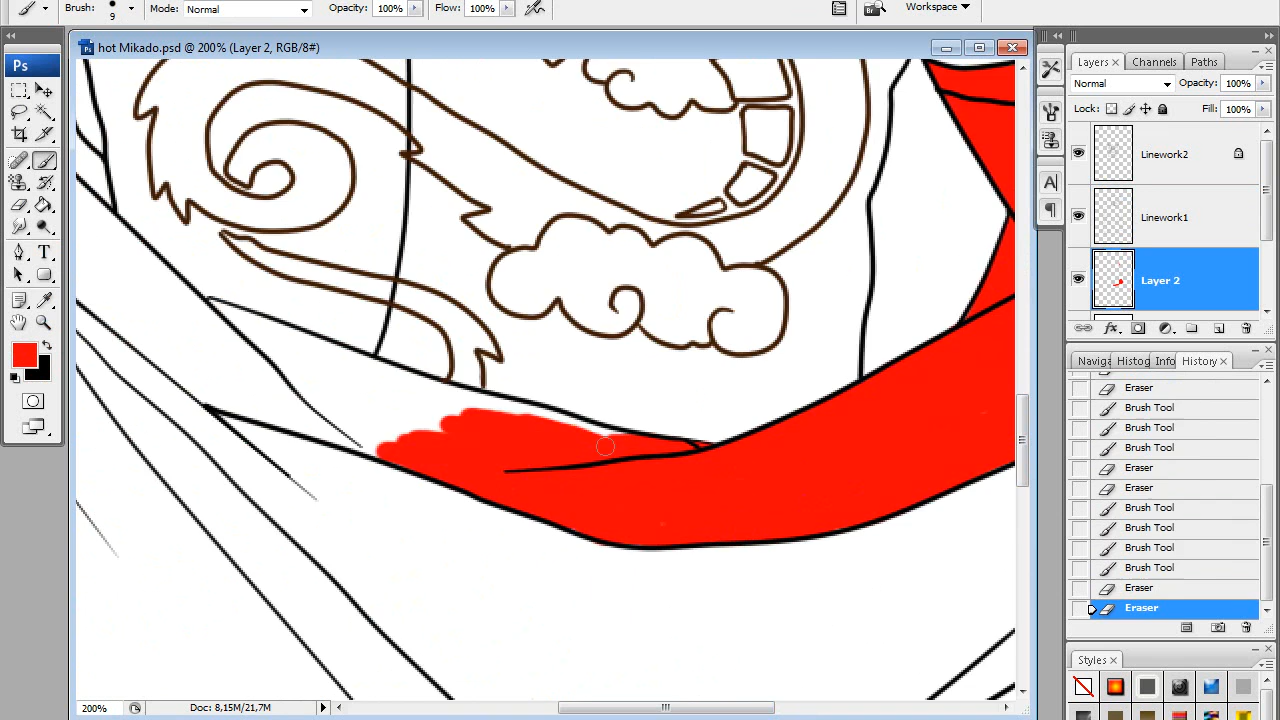 Brush: 9 Mode: Normal Opacity: 100% Flow: 100% Workspace
hot Mikado.psd @ 200% (Layer 2, RGB/8#)
Ps
Layers Channels Paths
Normal Opacity: 100%
Lock: Fill: 100%
Linework2
Linework1
Layer 2
Naviga Histog Info History
Eraser
Brush Tool
Brush Tool
Brush Tool
Eraser
Eraser
Brush Tool
Brush Tool
Brush Tool
Brush Tool
Eraser
Eraser
Styles
200% Doc: 8,15M/21,7M